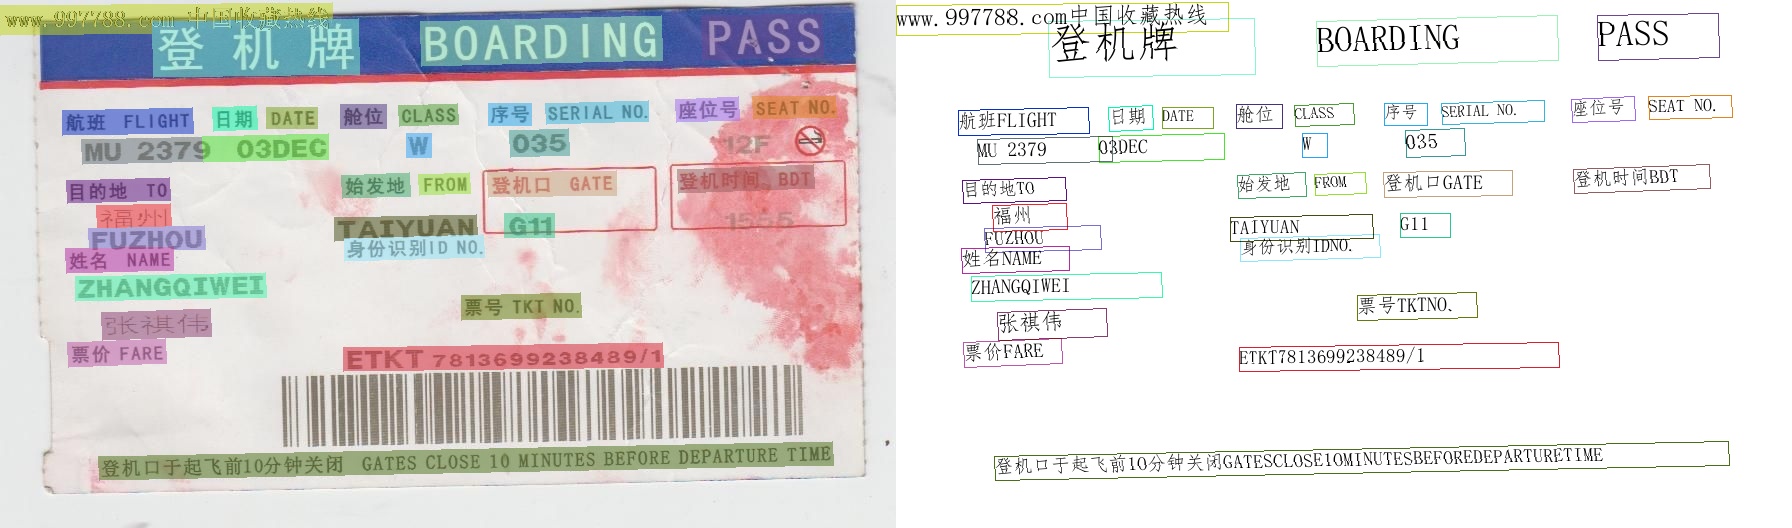 www.997788.com 中国收藏热线
登机牌 BOARDING PASS
航班 FLIGHT 日期 DATE 舱位 CLASS 序号 SERIAL NO. 座位号 SEAT NO.
MU 2379 03DEC W 035 12F
目的地 TO 始发地 FROM 登机口 GATE 登机时间 BDT
福州
FUZHOU TAIYUAN G11
姓名 NAME 身份识别ID NO.
ZHANGQIWEI
票号 TKT NO.
张祺伟
票价 FARE ETKT 7813699238489/1
登机口于起飞前10分钟关闭 GATES CLOSE 10 MINUTES BEFORE DEPARTURE TIME
www.997788.com中国收藏热线
登机牌 BOARDING PASS
航班FLIGHT 日期 DATE 舱位 CLASS 序号 SERIAL NO. 座位号 SEAT NO.
MU 2379 03DEC W 035
目的地TO 始发地 FROM 登机口GATE 登机时间BDT
福州
FUZHOU TAIYUAN G11
姓名NAME 身份识别IDNO.
ZHANGQIWEI
票号TKTNO.
张祺伟
票价FARE ETKT7813699238489/1
登机口于起飞前10分钟关闭GATESCLOSE10MINUTESBEFOREDEPARTURETIME